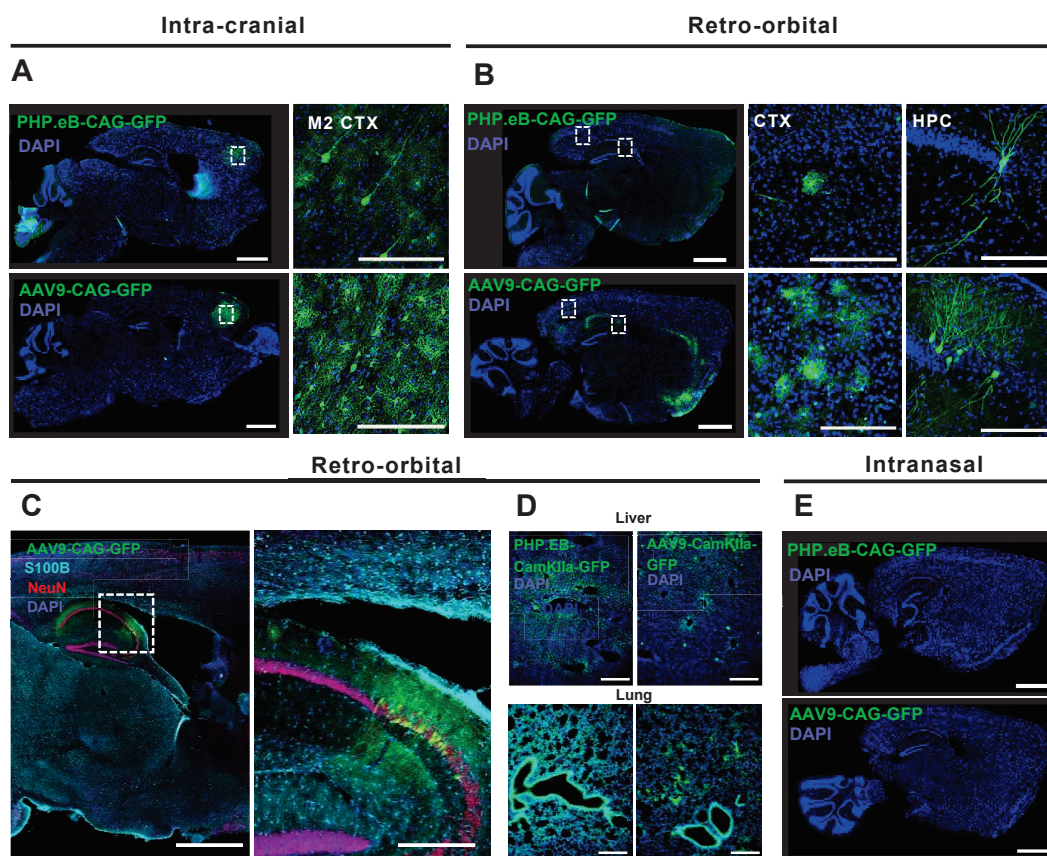 Intra-cranial
Retro-orbital
A
PHP.eB-CAG-GFP
DAPI
M2 CTX
AAV9-CAG-GFP
DAPI
B
PHP.eB-CAG-GFP
DAPI
CTX
HPC
AAV9-CAG-GFP
DAPI
Retro-orbital
Intranasal
C
AAV9-CAG-GFP
S100B
NeuN
DAPI
D
Liver
PHP.EB-
CamKIIa-GFP
DAPI
DAPI
AAV9-CamKIIa-
GFP
DAPI
Lung
E
PHP.eB-CAG-GFP
DAPI
AAV9-CAG-GFP
DAPI